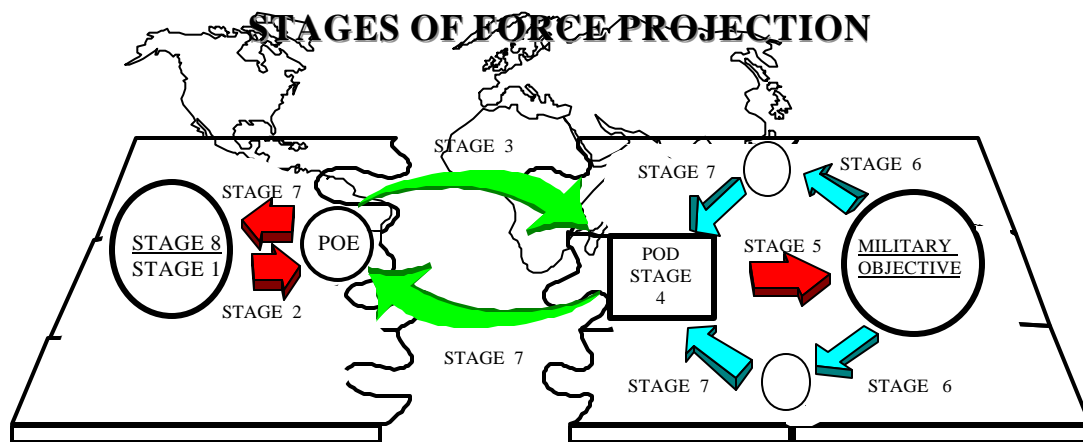 STAGES OF FORCE PROJECTION
STAGE 3
STAGE 7
STAGE 6
STAGE 7
STAGE 8
STAGE 1
POE
POD
STAGE
4
STAGE 5
MILITARY
OBJECTIVE
STAGE 2
STAGE 7
STAGE 7
STAGE 6